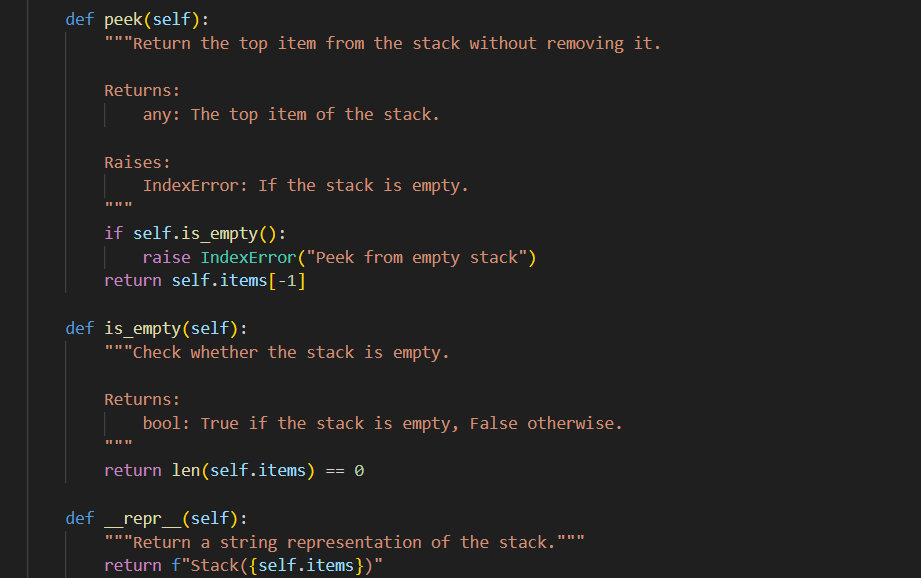 def peek(self):
"""Return the top item from the stack without removing it.
Returns:
any: The top item of the stack.
Raises:
IndexError: If the stack is empty.
"""
if self.is_empty():
raise IndexError("Peek from empty stack")
return self.items[-1]
def is_empty(self):
"""Check whether the stack is empty.
Returns:
bool: True if the stack is empty, False otherwise.
"""
return len(self.items) == 0
def __repr__(self):
"""Return a string representation of the stack."""
return f"Stack({self.items})"